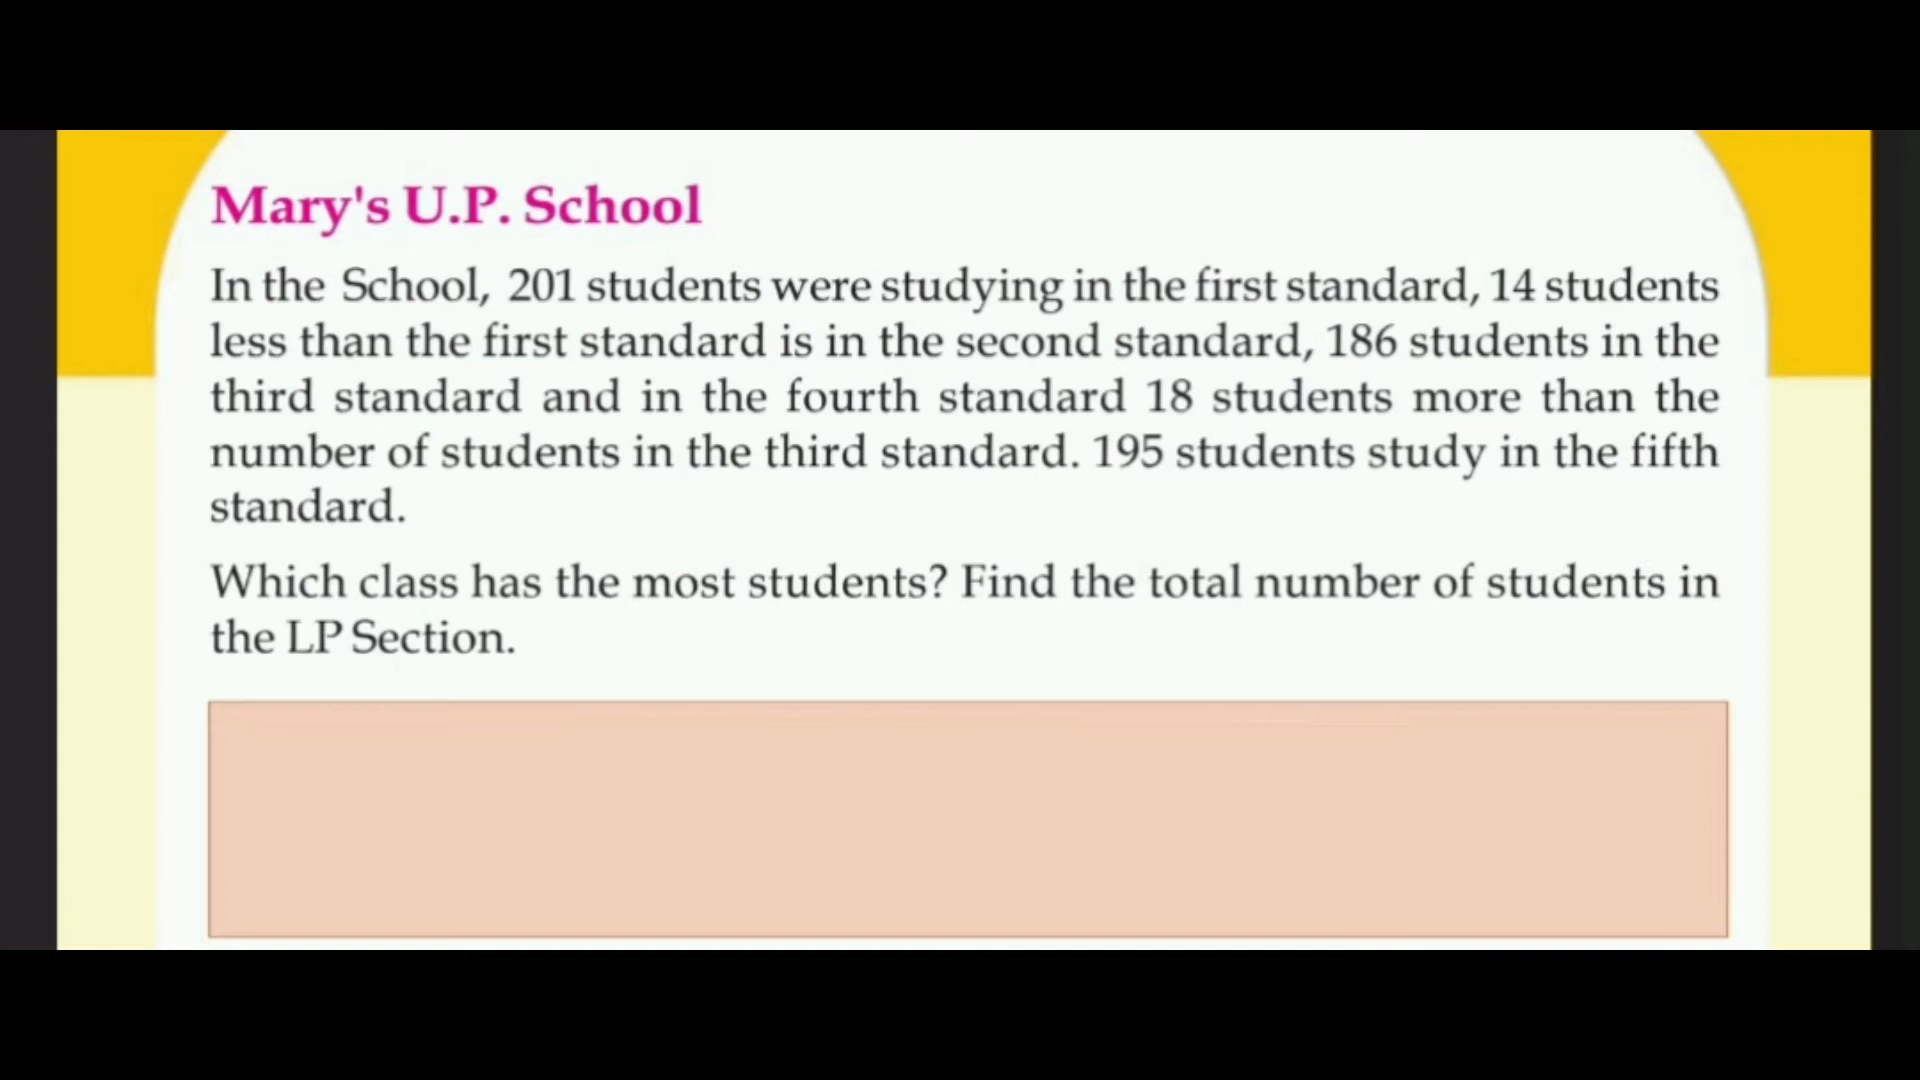 Mary's U.P. School
In the School, 201 students were studying in the first standard, 14 students
less than the first standard is in the second standard, 186 students in the
third standard and in the fourth standard 18 students more than the
number of students in the third standard. 195 students study in the fifth
standard.
Which class has the most students? Find the total number of students in
the LP Section.